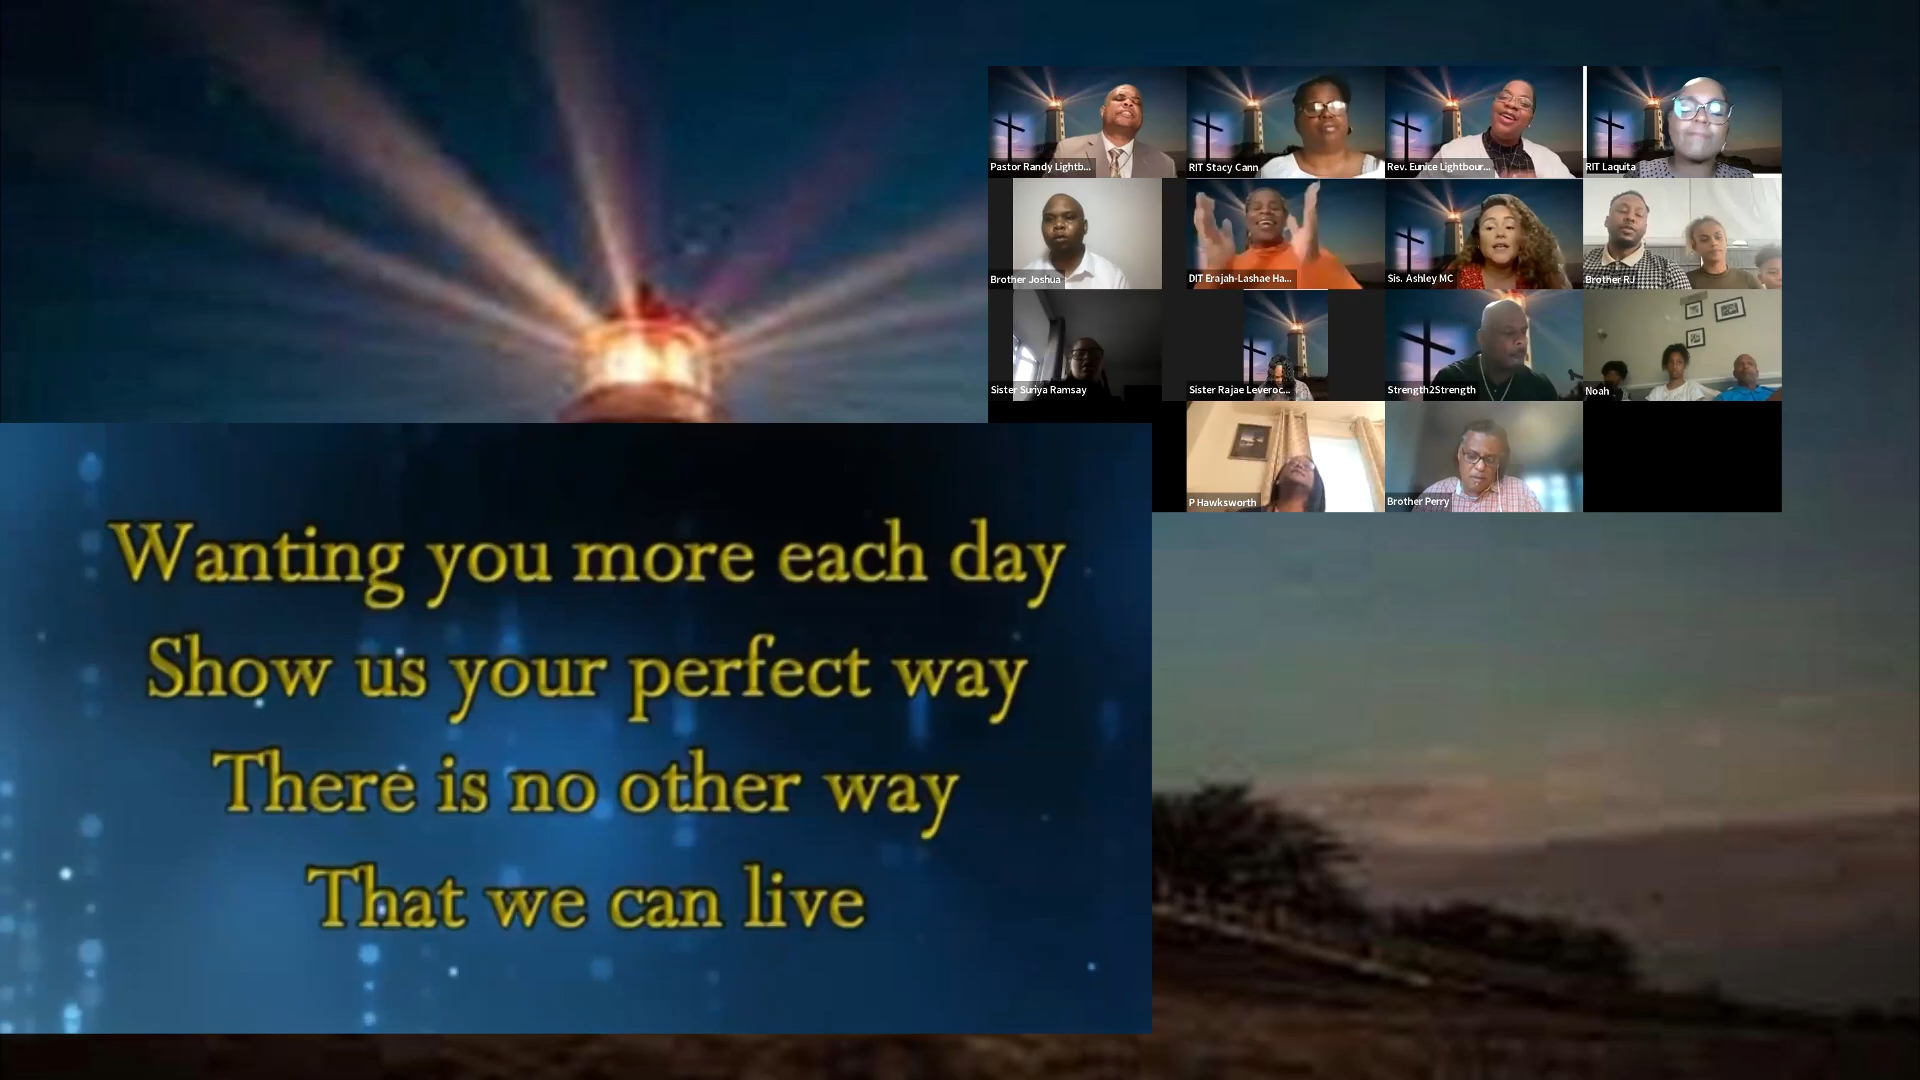 Pastor Randy Lightb...
RIT Stacy Cann
Rev. Eunice Lightbour...
RIT Laquita
Brother Joshua
DIT Erajah-Lashae Ha...
Sis. Ashley MC
Brother RJ
Sister Suriya Ramsay
Sister Rajae Leveroc...
Strength2Strength
Noah
P Hawksworth
Brother Perry
Wanting you more each day
Show us your perfect way
There is no other way
That we can live